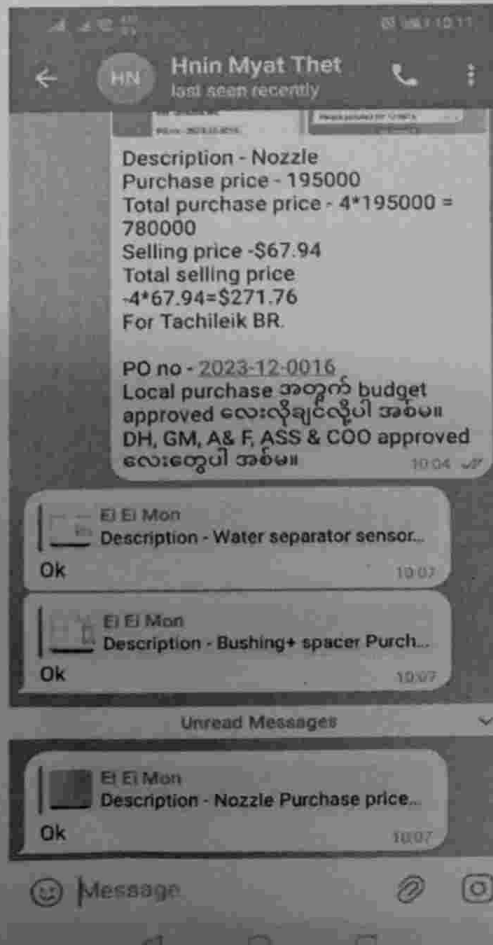 10:11
HN
Hnin Myat Thet
last seen recently
Description - Nozzle
Purchase price - 195000
Total purchase price - 4*195000 =
780000
Selling price -$67.94
Total selling price
-4*67.94=$271.76
For Tachileik BR.
PO no - 2023-12-0016
Local purchase အတွက် budget
approved လေးလိုချင်လို့ပါ အစ်မ။
DH, GM, A& F, ASS & COO approved
လေးတွေပါ အစ်မ။
10:04
Ei Ei Mon
Description - Water separator sensor...
Ok
10:07
Ei Ei Mon
Description - Bushing+ spacer Purch...
Ok
10:07
Unread Messages
Ei Ei Mon
Description - Nozzle Purchase price...
Ok
10:07
Message